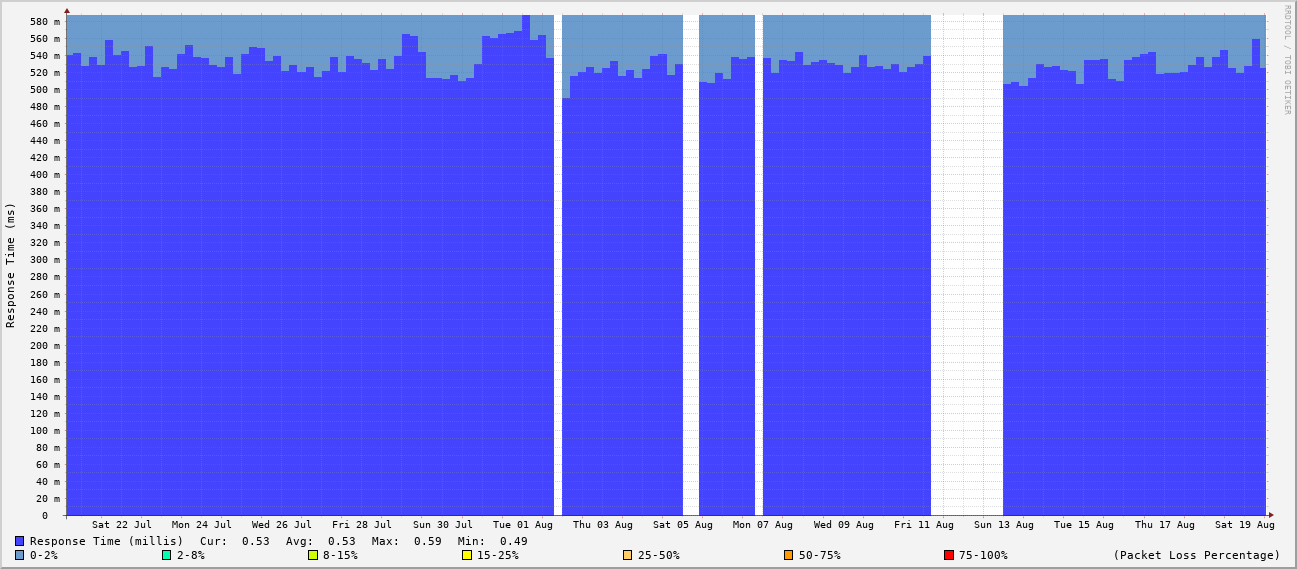 RRDTOOL / TOBI OETIKER
Response Time (ms)
580 m
560 m
540 m
520 m
500 m
480 m
460 m
440 m
420 m
400 m
380 m
360 m
340 m
320 m
300 m
280 m
260 m
240 m
220 m
200 m
180 m
160 m
140 m
120 m
100 m
80 m
60 m
40 m
20 m
0
Sat 22 Jul Mon 24 Jul Wed 26 Jul Fri 28 Jul Sun 30 Jul Tue 01 Aug Thu 03 Aug Sat 05 Aug Mon 07 Aug Wed 09 Aug Fri 11 Aug Sun 13 Aug Tue 15 Aug Thu 17 Aug Sat 19 Aug
Response Time (millis) Cur: 0.53 Avg: 0.53 Max: 0.59 Min: 0.49
0-2% 2-8% 8-15% 15-25% 25-50% 50-75% 75-100% (Packet Loss Percentage)